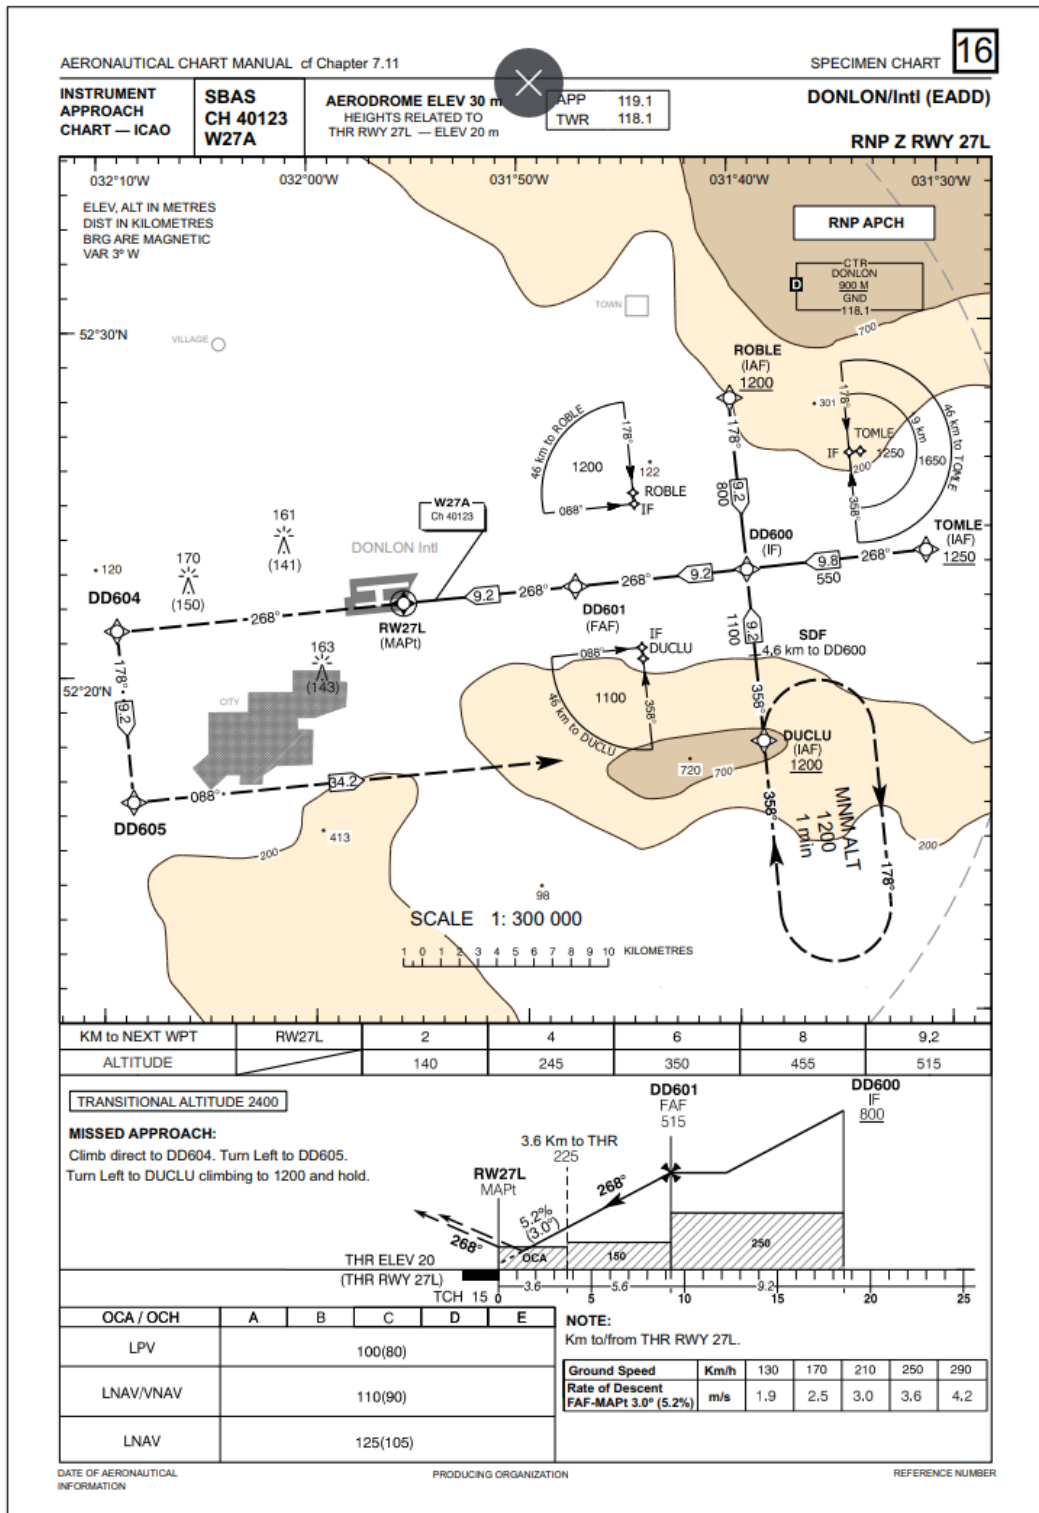 AERONAUTICAL CHART MANUAL cf Chapter 7.11
SPECIMEN CHART 16
INSTRUMENT
APPROACH
CHART — ICAO
SBAS
CH 40123
W27A
AERODROME ELEV 30 m
HEIGHTS RELATED TO
THR RWY 27L — ELEV 20 m
APP 119.1
TWR 118.1
DONLON/Intl (EADD)
RNP Z RWY 27L
032°10'W 032°00'W 031°50'W 031°40'W 031°30'W
ELEV, ALT IN METRES
DIST IN KILOMETRES
BRG ARE MAGNETIC
VAR 3° W
RNP APCH
CTR
DONLON
900 M
GND
118.1
D
700
TOWN
52°30'N
VILLAGE
ROBLE
(IAF)
1200
178°
9.2
800
46 km to ROBLE
178°
1200
122
ROBLE
IF
088°
301
178°
TOMLE
IF
1250
1650
19 km
46 km to TOMLE
200
358°
W27A
Ch 40123
161
(141)
170
(150)
120
DONLON Intl
DD600
(IF)
TOMLE
(IAF)
1250
268°
9.8
550
DD604
268°
RW27L
(MAPt)
9.2
268°
DD601
(FAF)
268°
9.2
163
(143)
52°20'N
CITY
178°
9.2
088°
IF
DUCLU
1100
358°
46 km to DUCLU
9.2
1100
SDF
4.6 km to DD600
358°
DUCLU
(IAF)
1200
720
700
358°
MNM ALT
1200
1 min
178°
200
DD605
088°
34.2
200
413
98
SCALE 1: 300 000
1 0 1 2 3 4 5 6 7 8 9 10 KILOMETRES
KM to NEXT WPT RW27L 2 4 6 8 9,2
ALTITUDE 140 245 350 455 515
TRANSITIONAL ALTITUDE 2400
MISSED APPROACH:
Climb direct to DD604. Turn Left to DD605.
Turn Left to DUCLU climbing to 1200 and hold.
DD601
FAF
515
DD600
IF
800
3.6 Km to THR
225
RW27L
MAPt
268°
5.2%
(3.0°)
268°
OCA
150
250
THR ELEV 20
(THR RWY 27L)
3.6 5.6 9.2
TCH 15 0 5 10 15 20 25
OCA / OCH A B C D E
LPV 100(80)
LNAV/VNAV 110(90)
LNAV 125(105)
NOTE:
Km to/from THR RWY 27L.
Ground Speed Km/h 130 170 210 250 290
Rate of Descent
FAF-MAPt 3.0° (5.2%) m/s 1.9 2.5 3.0 3.6 4.2
DATE OF AERONAUTICAL
INFORMATION
PRODUCING ORGANIZATION
REFERENCE NUMBER